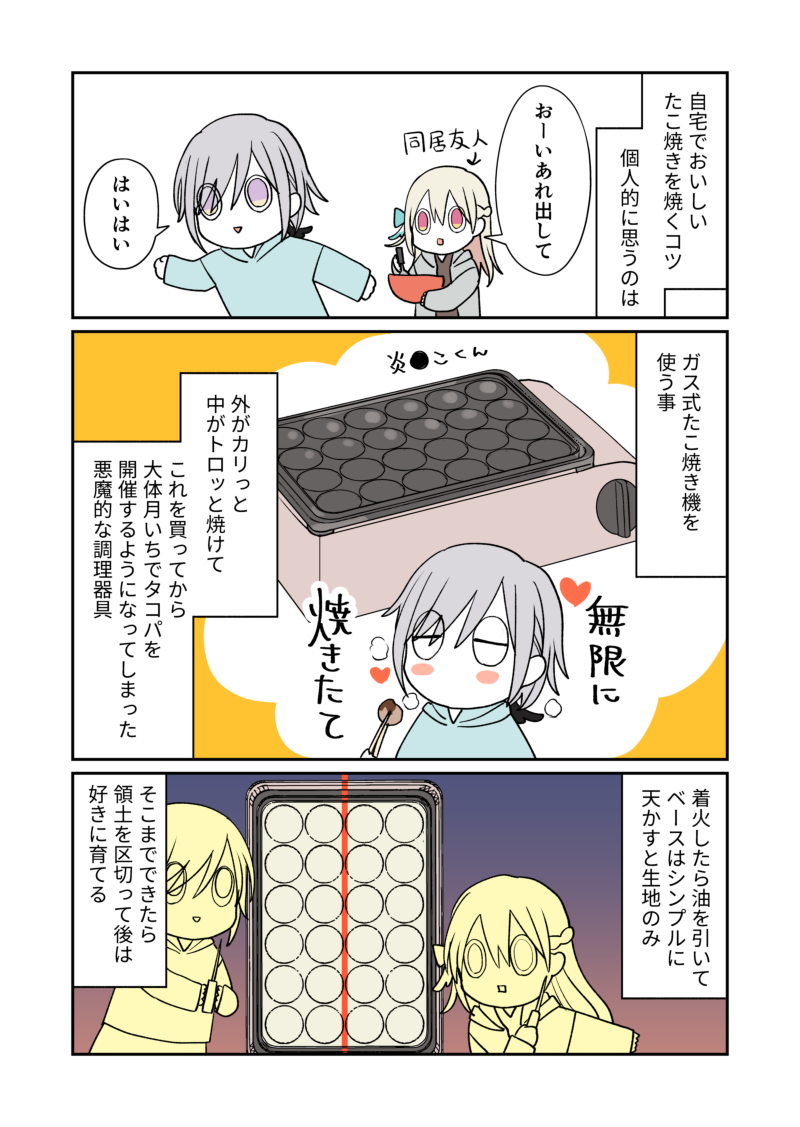 自宅でおいしい
たこ焼きを焼くコツ
個人的に思うのは
おーいあれ出して
同居友人
はいはい
ガス式たこ焼き機を
使う事
炎●こくん
外がカリっと
中がトロッと焼けて
これを買ってから
大体月いちでタコパを
開催するようになってしまった
悪魔的な調理器具
無限に
焼きたて
着火したら油を引いて
ベースはシンプルに
天かすと生地のみ
そこまでできたら
領土を区切って後は
好きに育てる